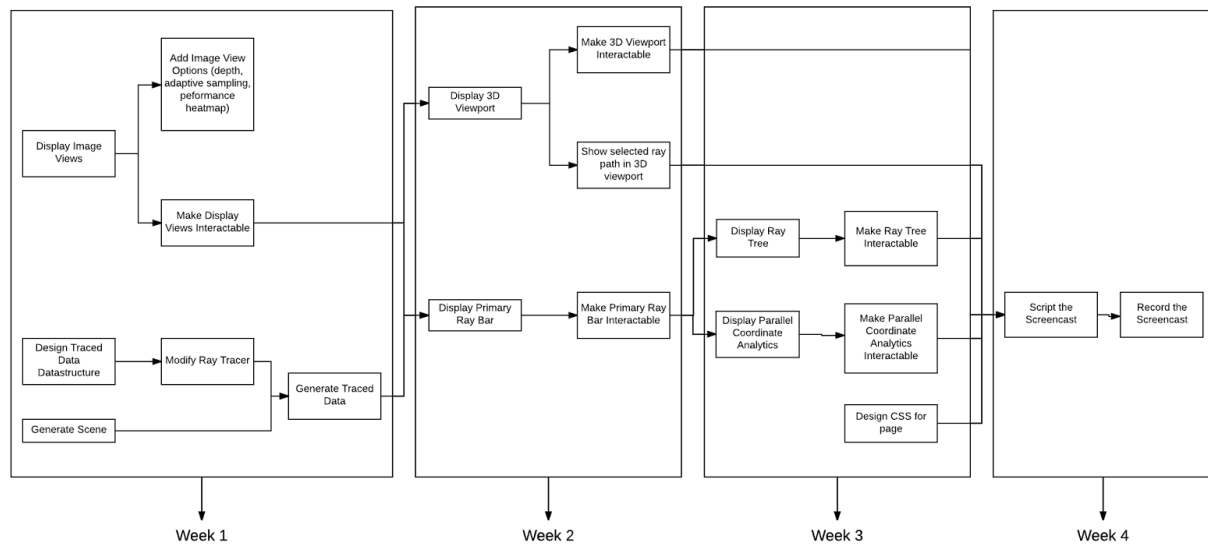 Add Image View
Options (depth,
adaptive sampling,
peformance
heatmap)
Display Image
Views
Make Display
Views Interactable
Design Traced
Data
Datastructure
Modify Ray Tracer
Generate Traced
Data
Generate Scene
Week 1
Make 3D Viewport
Interactable
Display 3D
Viewport
Show selected ray
path in 3D
viewport
Display Primary
Ray Bar
Make Primary Ray
Bar Interactable
Week 2
Display Ray
Tree
Make Ray Tree
Interactable
Display Parallel
Coordinate
Analytics
Make Parallel
Coordinate
Analytics
Interactable
Design CSS for
page
Week 3
Script the
Screencast
Record the
Screencast
Week 4